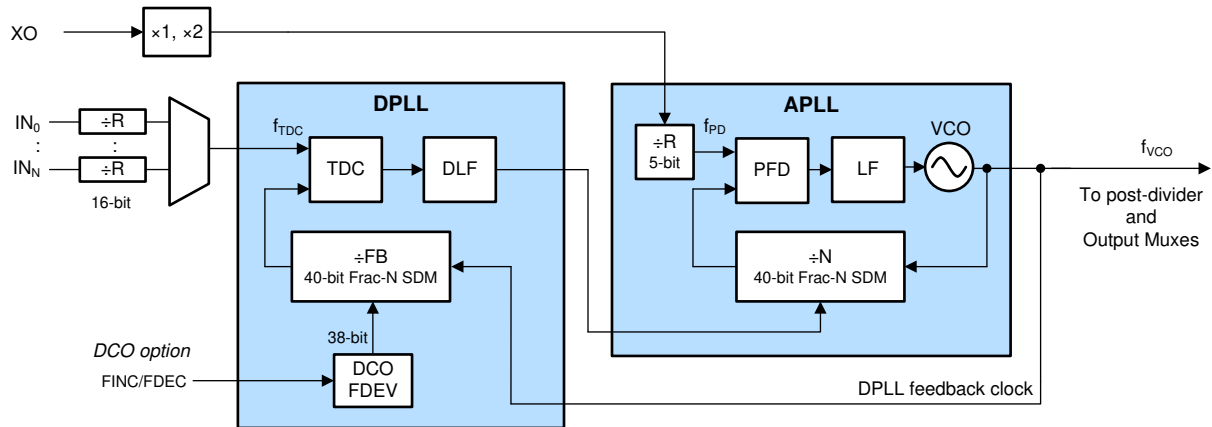 XO
×1, ×2
DPLL
APLL
IN0
÷R
:
:
INN
÷R
16-bit
fTDC
TDC
DLF
÷FB
40-bit Frac-N SDM
38-bit
DCO option
FINC/FDEC
DCO
FDEV
÷R
5-bit
fPD
PFD
LF
VCO
÷N
40-bit Frac-N SDM
fVCO
To post-divider
and
Output Muxes
DPLL feedback clock